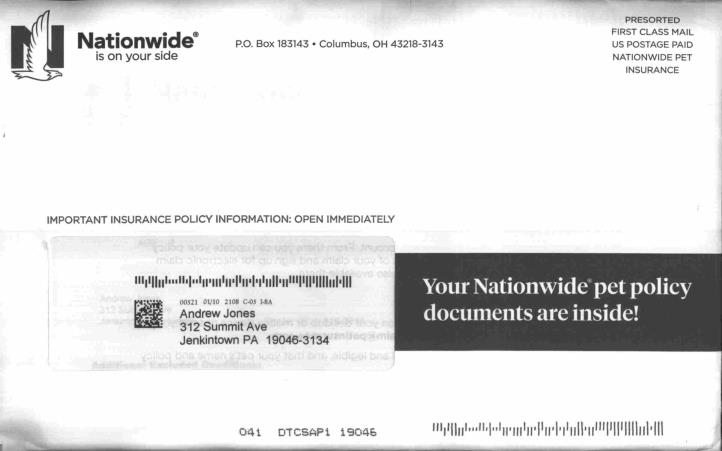 Nationwide®
is on your side
P.O. Box 183143 • Columbus, OH 43218-3143
PRESORTED
FIRST CLASS MAIL
US POSTAGE PAID
NATIONWIDE PET
INSURANCE
IMPORTANT INSURANCE POLICY INFORMATION: OPEN IMMEDIATELY
00521 01/10 2108 C-03 I-8A
Andrew Jones
312 Summit Ave
Jenkintown PA 19046-3134
Your Nationwide® pet policy
documents are inside!
041 DTCSAP1 19046